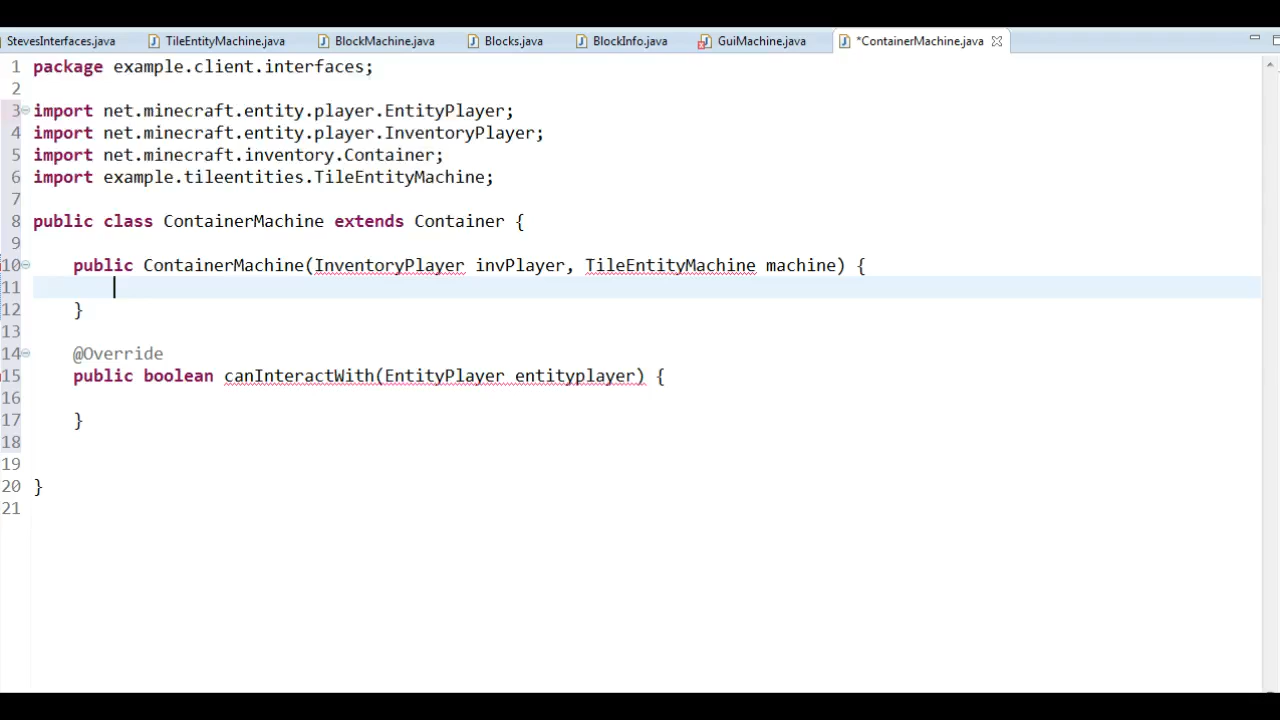 StevesInterfaces.java TileEntityMachine.java BlockMachine.java Blocks.java BlockInfo.java GuiMachine.java *ContainerMachine.java
1 package example.client.interfaces;
2
3 import net.minecraft.entity.player.EntityPlayer;
4 import net.minecraft.entity.player.InventoryPlayer;
5 import net.minecraft.inventory.Container;
6 import example.tileentities.TileEntityMachine;
7
8 public class ContainerMachine extends Container {
9
10 public ContainerMachine(InventoryPlayer invPlayer, TileEntityMachine machine) {
11
12 }
13
14 @Override
15 public boolean canInteractWith(EntityPlayer entityplayer) {
16
17 }
18
19
20 }
21